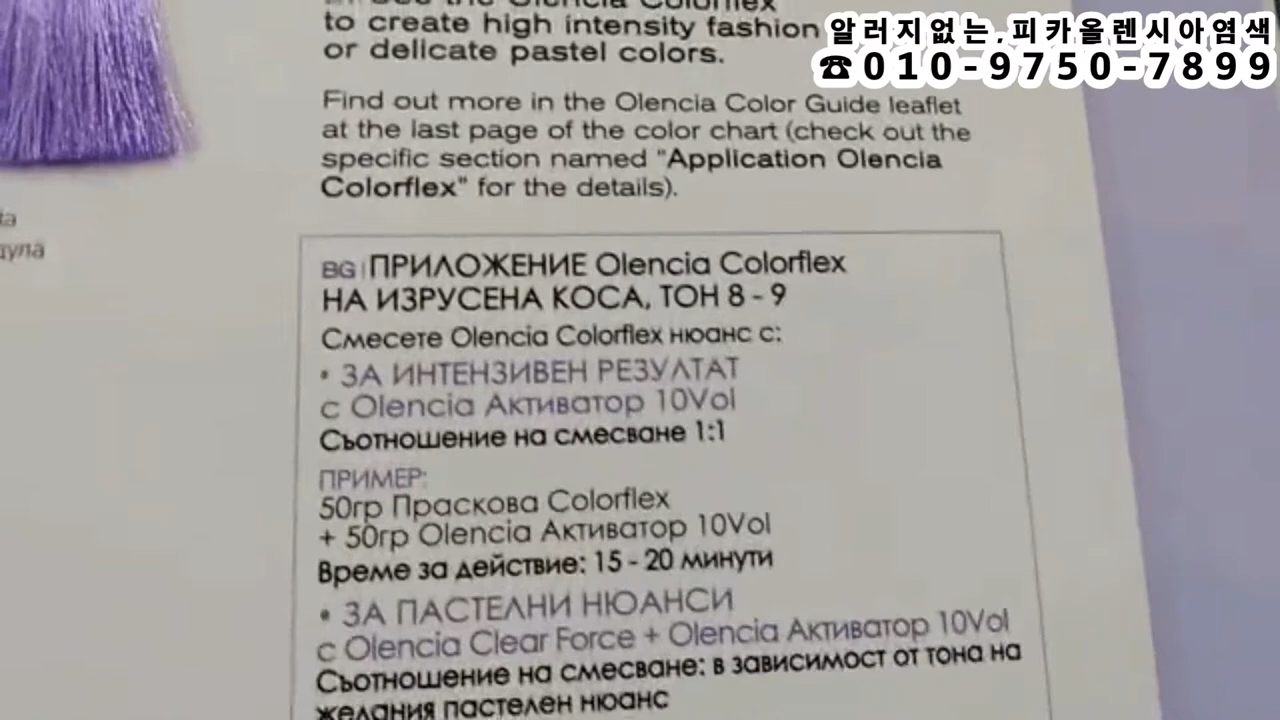 알러지없는,피카올렌시아염색
☎010-9750-7899
the Olencia Colorflex
to create high intensity fashion
or delicate pastel colors.
Find out more in the Olencia Color Guide leaflet
at the last page of the color chart (check out the
specific section named "Application Olencia
Colorflex" for the details).
BG | ПРИЛОЖЕНИЕ Olencia Colorflex
НА ИЗРУСЕНА КОСА, ТОН 8 - 9
Смесете Olencia Colorflex нюанс с:
• ЗА ИНТЕНЗИВЕН РЕЗУЛТАТ
с Olencia Активатор 10Vol
Съотношение на смесване 1:1
ПРИМЕР:
50гр Праскова Colorflex
+ 50гр Olencia Активатор 10Vol
Време за действие: 15 - 20 минути
• ЗА ПАСТЕЛНИ НЮАНСИ
с Olencia Clear Force + Olencia Активатор 10Vol
Съотношение на смесване: в зависимост от тона на
желания пастелен нюанс